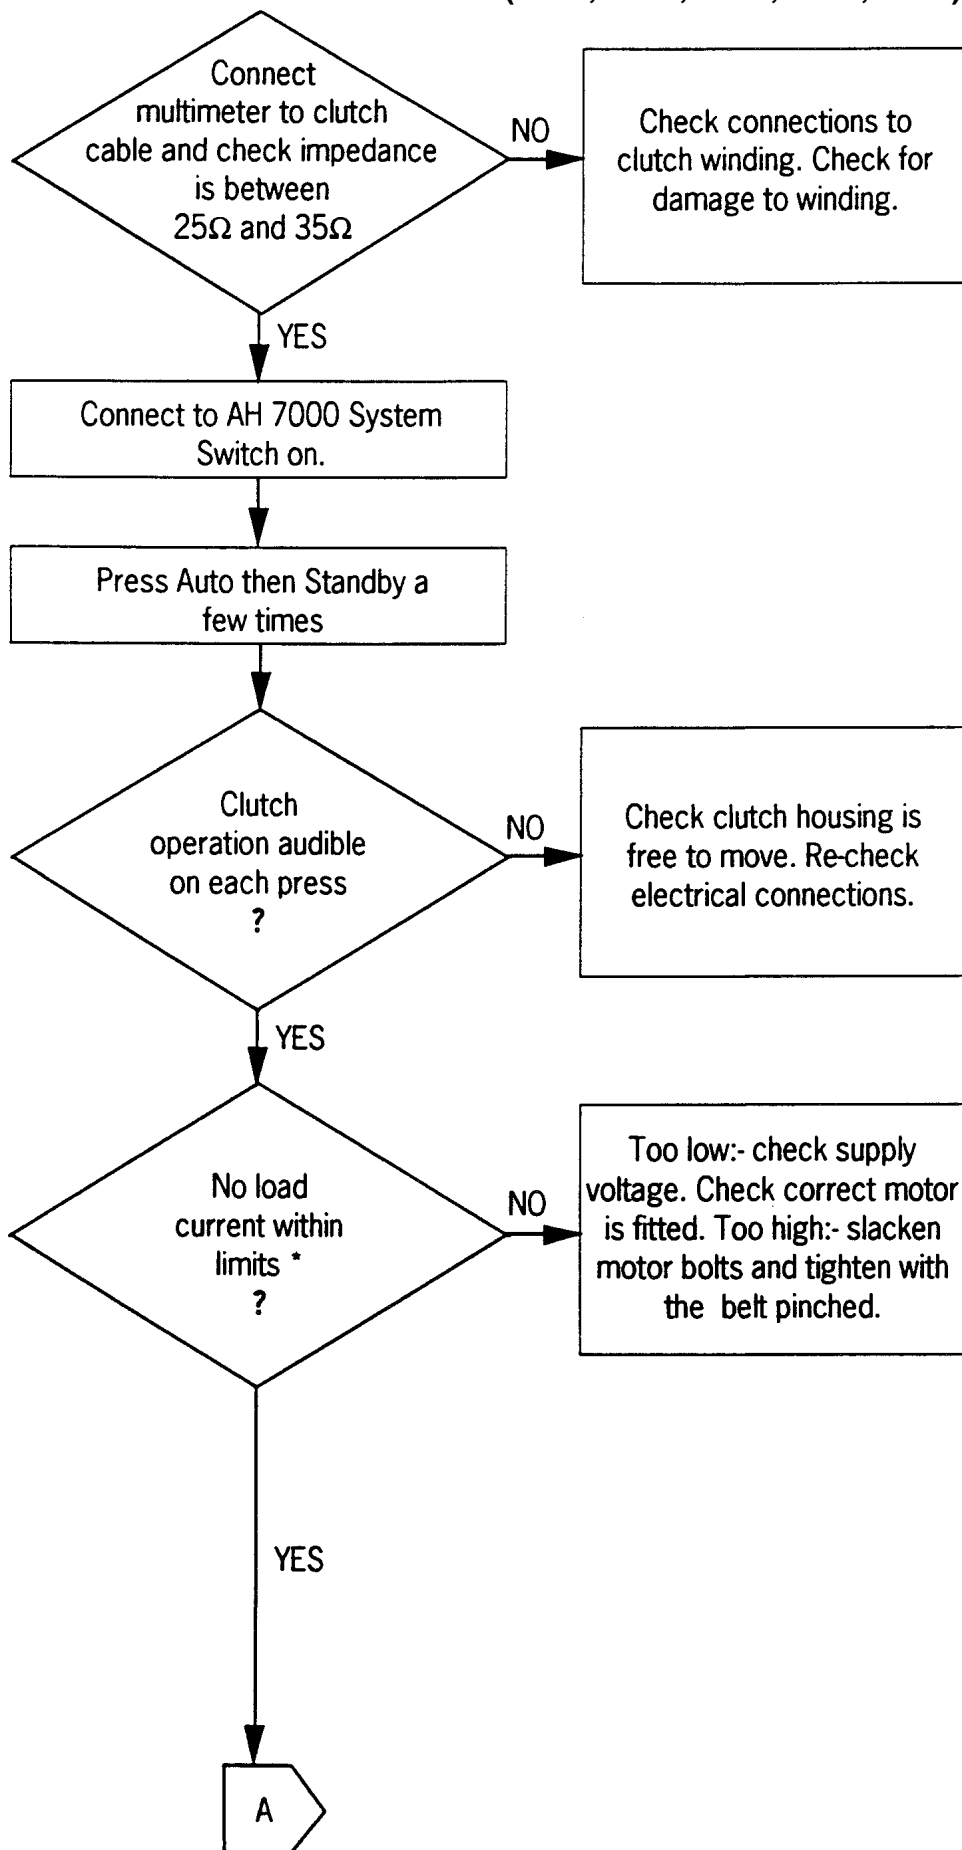 Connect
multimeter to clutch
cable and check impedance
is between
25Ω and 35Ω
NO
Check connections to
clutch winding. Check for
damage to winding.
YES
Connect to AH 7000 System
Switch on.
Press Auto then Standby a
few times
Clutch
operation audible
on each press
?
NO
Check clutch housing is
free to move. Re-check
electrical connections.
YES
No load
current within
limits *
?
NO
Too low:- check supply
voltage. Check correct motor
is fitted. Too high:- slacken
motor bolts and tighten with
the belt pinched.
YES
A